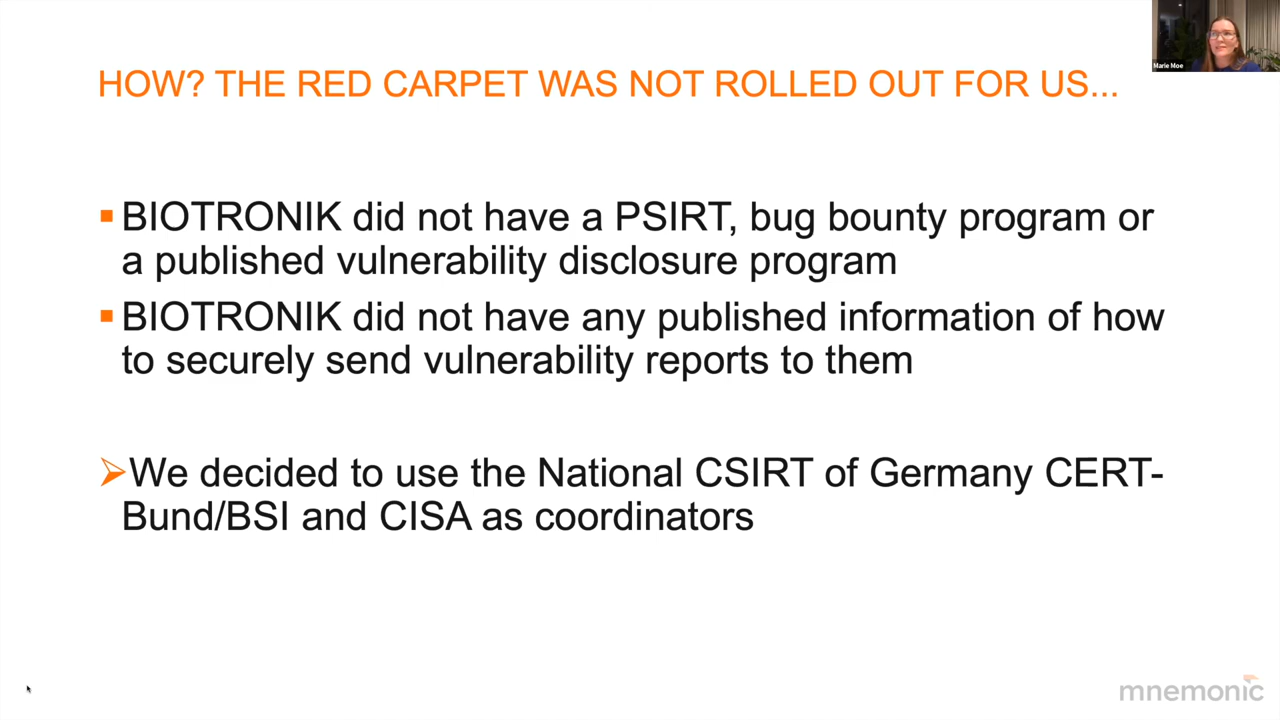 Marie Moe
HOW? THE RED CARPET WAS NOT ROLLED OUT FOR US...
▪BIOTRONIK did not have a PSIRT, bug bounty program or
a published vulnerability disclosure program
▪BIOTRONIK did not have any published information of how
to securely send vulnerability reports to them
➢We decided to use the National CSIRT of Germany CERT-
Bund/BSI and CISA as coordinators
mnemonic